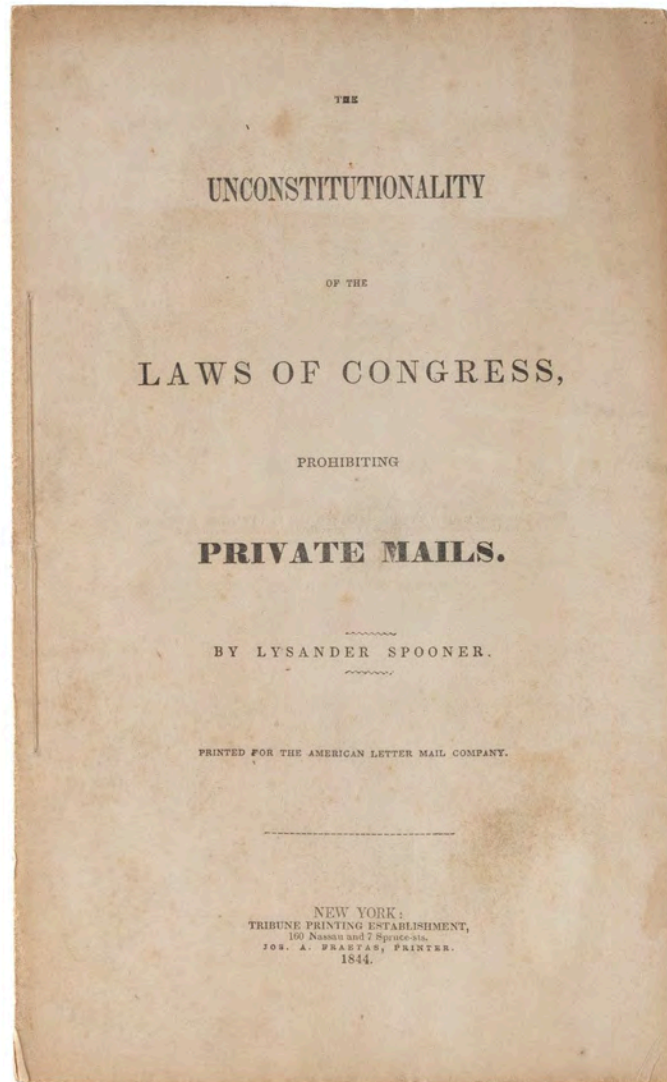 THE
UNCONSTITUTIONALITY
OF THE
LAWS OF CONGRESS,
PROHIBITING
PRIVATE MAILS.
BY LYSANDER SPOONER.
PRINTED FOR THE AMERICAN LETTER MAIL COMPANY.
NEW YORK:
TRIBUNE PRINTING ESTABLISHMENT,
160 Nassau and 7 Spruce-sts.
JOS. A. FRAETAS, PRINTER.
1844.